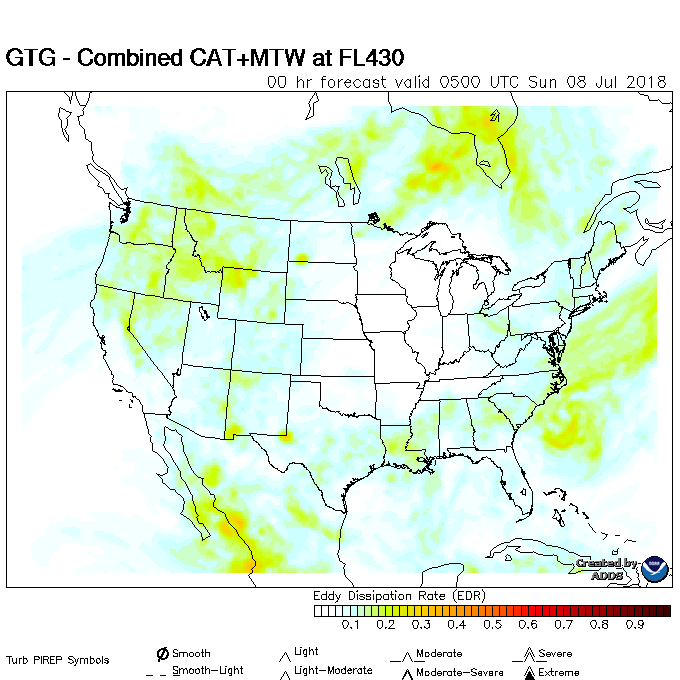 GTG - Combined CAT+MTW at FL430
00 hr forecast valid 0500 UTC Sun 08 Jul 2018
Created by
ADDS
Eddy Dissipation Rate (EDR)
0.1 0.2 0.3 0.4 0.5 0.6 0.7 0.8 0.9
Turb PIREP Symbols
Smooth Light Moderate Severe
Smooth-Light Light-Moderate Moderate-Severe Extreme